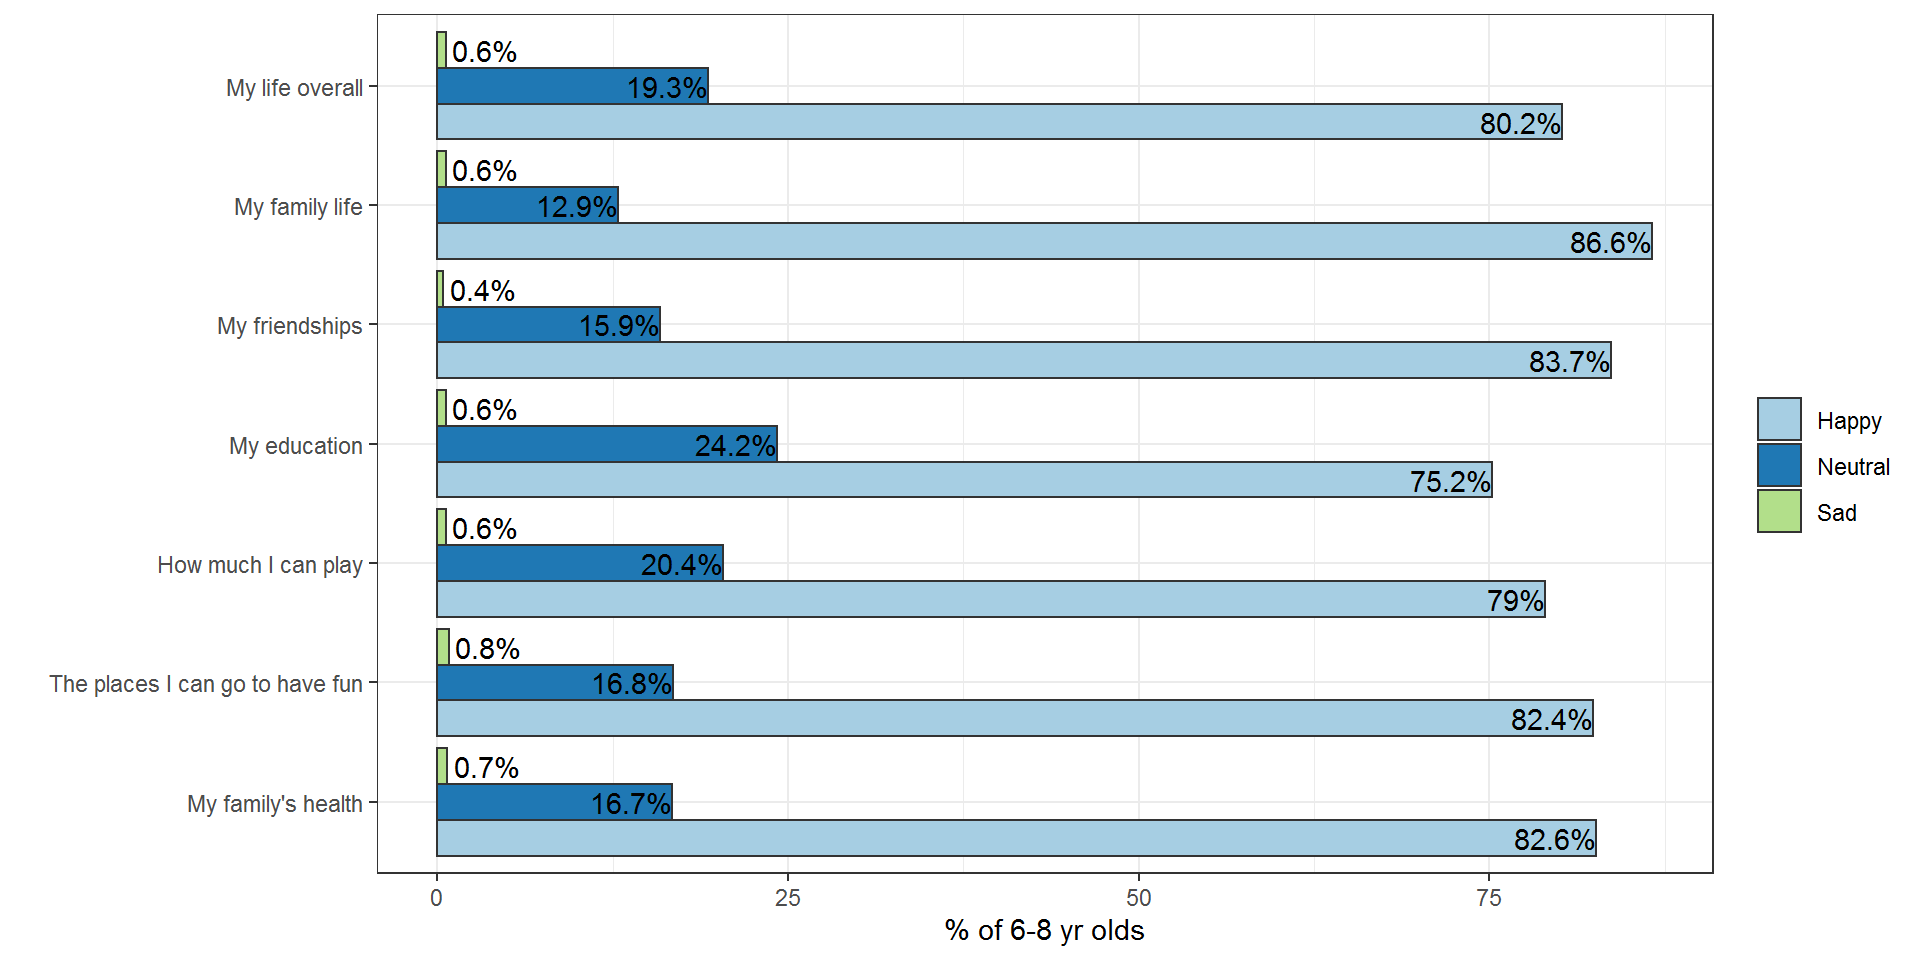 0.6%
My life overall
19.3%
80.2%
0.6%
My family life
12.9%
86.6%
0.4%
My friendships
15.9%
83.7%
0.6%
My education
24.2%
75.2%
0.6%
How much I can play
20.4%
79%
0.8%
The places I can go to have fun
16.8%
82.4%
0.7%
My family's health
16.7%
82.6%
0 25 50 75
% of 6-8 yr olds
Happy
Neutral
Sad